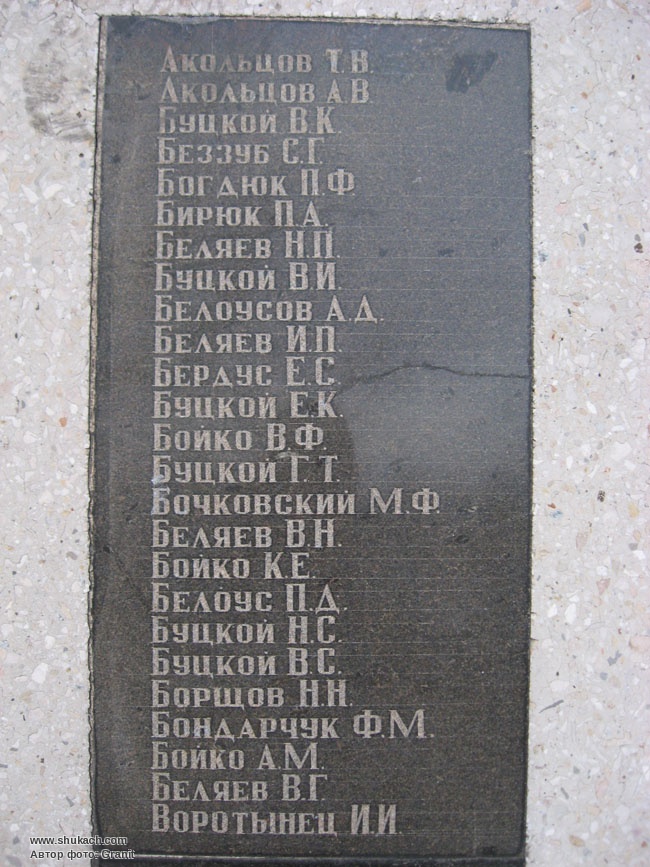 Акольцов Т.Н.
Акольцов А.В.
Буцкой В.К.
Беззуб С.Г.
Богдюк П.Ф.
Бирюк П.А.
Беляев Н.П.
Буцкой В.И.
Белоусов А.Д.
Беляев И.П.
Бердус Е.С.
Буцкой Е.К.
Бойко В.Ф.
Буцкой Г.Т.
Бочковский М.Ф.
Беляев В.Н.
Бойко К.Е.
Белоус П.Д.
Буцкой Н.С.
Буцкой В.С.
Борщов Н.Н.
Бондарчук Ф.М.
Бойко А.М.
Беляев В.Г.
Воротынец И.И.
www.shukach.com
Автор фото: Granit